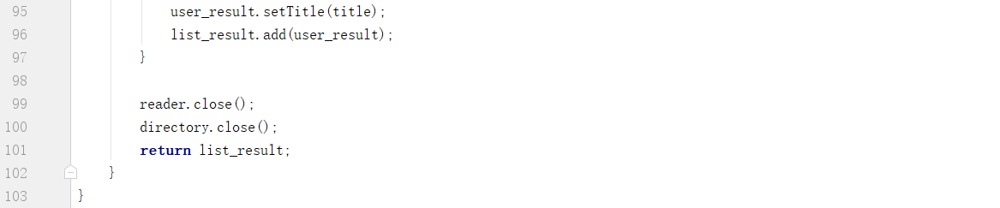 95 user_result.setTitle(title);
96 list_result.add(user_result);
97 }
98
99 reader.close();
100 directory.close();
101 return list_result;
102 }
103 }